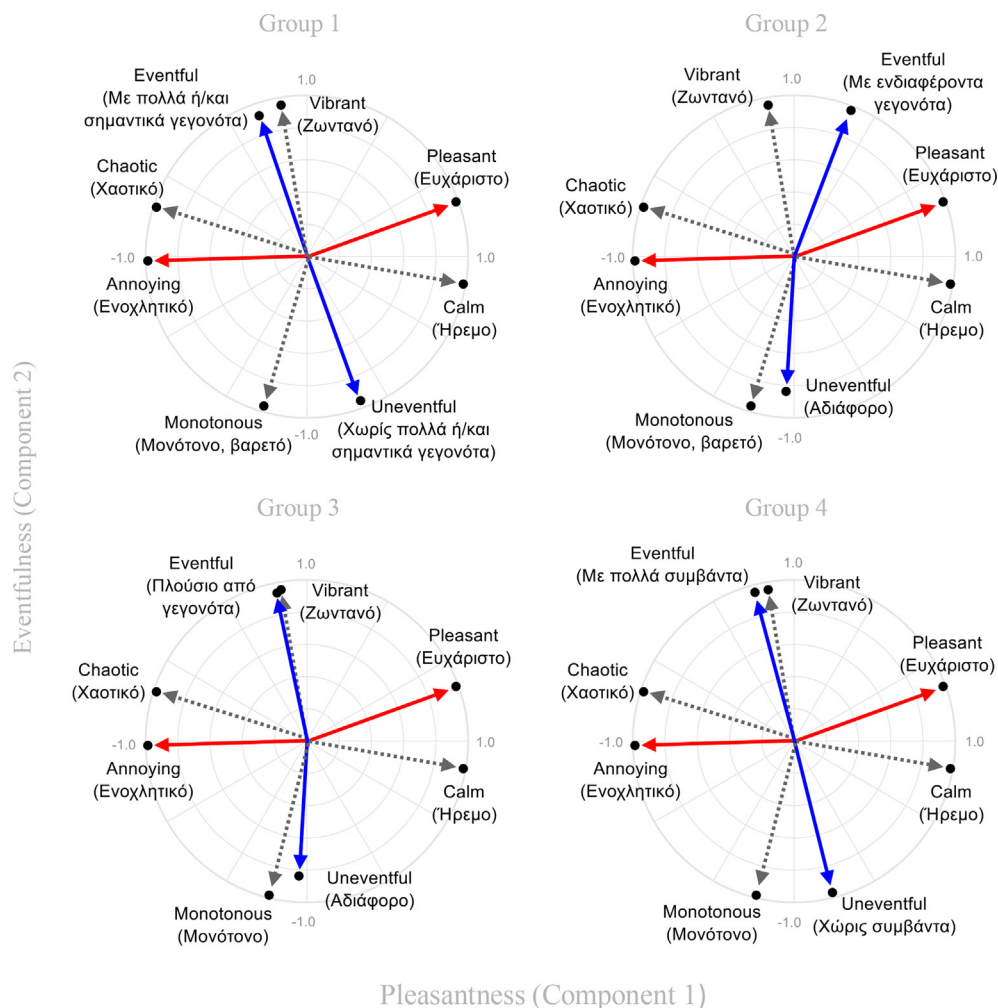 Group 1
Eventful
(Με πολλά ή/και
σημαντικά γεγονότα)
1.0
Vibrant
(Ζωντανό)
Chaotic
(Χαοτικό)
Pleasant
(Ευχάριστο)
-1.0
1.0
Annoying
(Ενοχλητικό)
Calm
(Ήρεμο)
Monotonous
(Μονότονο, βαρετό)
-1.0
Uneventful
(Χωρίς πολλά ή/και
σημαντικά γεγονότα)
Group 2
Vibrant
(Ζωντανό)
1.0
Eventful
(Με ενδιαφέροντα
γεγονότα)
Chaotic
(Χαοτικό)
Pleasant
(Ευχάριστο)
-1.0
1.0
Annoying
(Ενοχλητικό)
Calm
(Ήρεμο)
Monotonous
(Μονότονο, βαρετό)
-1.0
Uneventful
(Αδιάφορο)
Eventfulness (Component 2)
Group 3
Eventful
(Πλούσιο από
γεγονότα)
1.0
Vibrant
(Ζωντανό)
Chaotic
(Χαοτικό)
Pleasant
(Ευχάριστο)
-1.0
1.0
Annoying
(Ενοχλητικό)
Calm
(Ήρεμο)
Monotonous
(Μονότονο)
-1.0
Uneventful
(Αδιάφορο)
Group 4
Eventful
(Με πολλά συμβάντα)
1.0
Vibrant
(Ζωντανό)
Chaotic
(Χαοτικό)
Pleasant
(Ευχάριστο)
-1.0
1.0
Annoying
(Ενοχλητικό)
Calm
(Ήρεμο)
Monotonous
(Μονότονο)
-1.0
Uneventful
(Χώρις συμβάντα)
Pleasantness (Component 1)